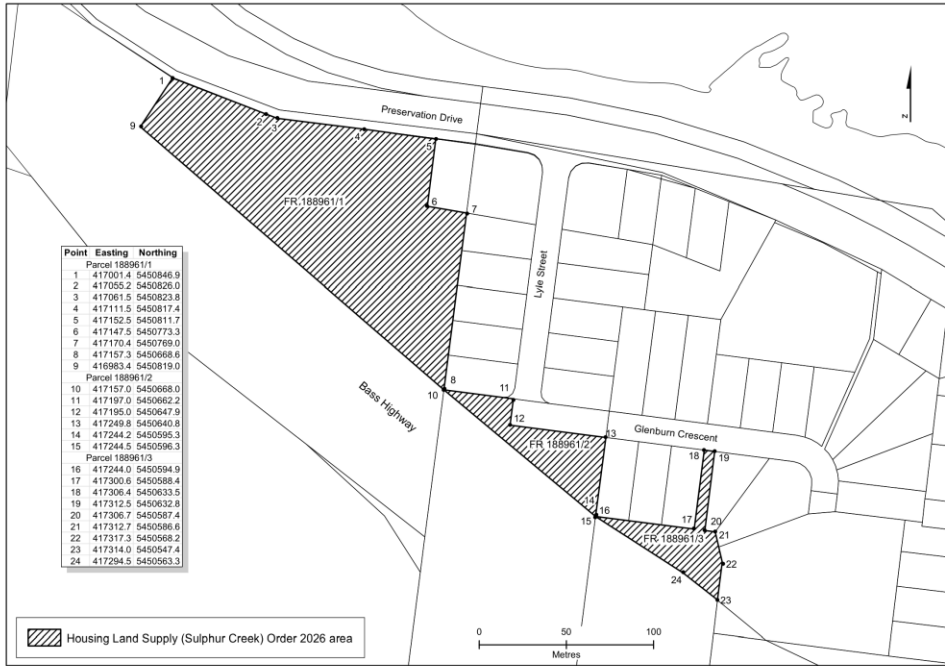 Preservation Drive
1
2
3
4
5
6
7
8
9
10
11
12
13
14
15
16
17
18
19
20
21
22
23
24
FR 188961/1
FR 188961/2
FR 188961/3
Lyle Street
Glenburn Crescent
Bass Highway
z
Point Easting Northing
Parcel 188961/1
1 417001.4 5450846.9
2 417055.2 5450826.0
3 417061.5 5450823.8
4 417111.5 5450817.4
5 417152.5 5450811.7
6 417147.5 5450773.3
7 417170.4 5450769.0
8 417157.3 5450668.6
9 416983.4 5450819.0
Parcel 188961/2
10 417157.0 5450668.0
11 417197.0 5450662.2
12 417195.0 5450647.9
13 417249.8 5450640.8
14 417244.2 5450595.3
15 417244.5 5450596.3
Parcel 188961/3
16 417244.0 5450594.9
17 417300.6 5450588.4
18 417306.4 5450633.5
19 417312.5 5450632.8
20 417306.7 5450587.4
21 417312.7 5450586.6
22 417317.3 5450568.2
23 417314.0 5450547.4
24 417294.5 5450563.3
Housing Land Supply (Sulphur Creek) Order 2026 area
0 50 100
Metres